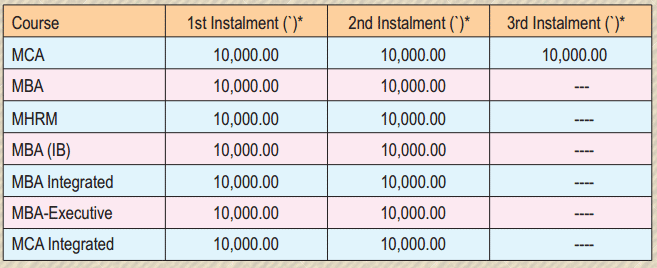 Course 1st Instalment (`)* 2nd Instalment (`)* 3rd Instalment (`)*
MCA 10,000.00 10,000.00 10,000.00
MBA 10,000.00 10,000.00 ---
MHRM 10,000.00 10,000.00 ----
MBA (IB) 10,000.00 10,000.00 ----
MBA Integrated 10,000.00 10,000.00 ----
MBA-Executive 10,000.00 10,000.00 ----
MCA Integrated 10,000.00 10,000.00 ----